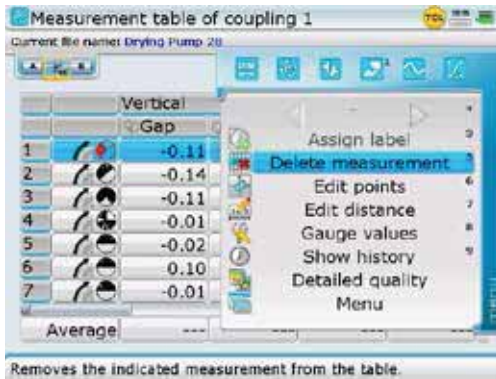 Measurement table of coupling 1
TOL
Current file name: Drying Pump 28
A B
Vertical
Gap
1 -0.11
2 -0.14
3 -0.11
4 -0.01
5 -0.02
6 0.10
7 -0.01
Average --- --- --- ---
Assign label
Delete measurement
Edit points
Edit distance
Gauge values
Show history
Detailed quality
Menu
Removes the indicated measurement from the table.